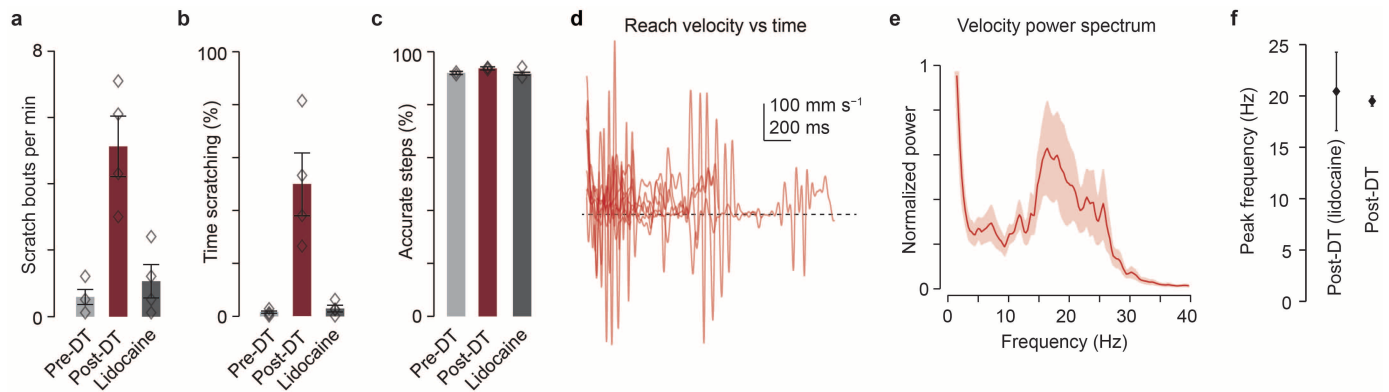 a
Scratch bouts per min
8
0
Pre-DT
Post-DT
Lidocaine
b
Time scratching (%)
100
0
Pre-DT
Post-DT
Lidocaine
c
Accurate steps (%)
100
0
Pre-DT
Post-DT
Lidocaine
d
Reach velocity vs time
100 mm s⁻¹
200 ms
e
Velocity power spectrum
Normalized power
1
0
0
10
20
30
40
Frequency (Hz)
f
Peak frequency (Hz)
25
20
15
10
5
0
Post-DT (lidocaine)
Post-DT